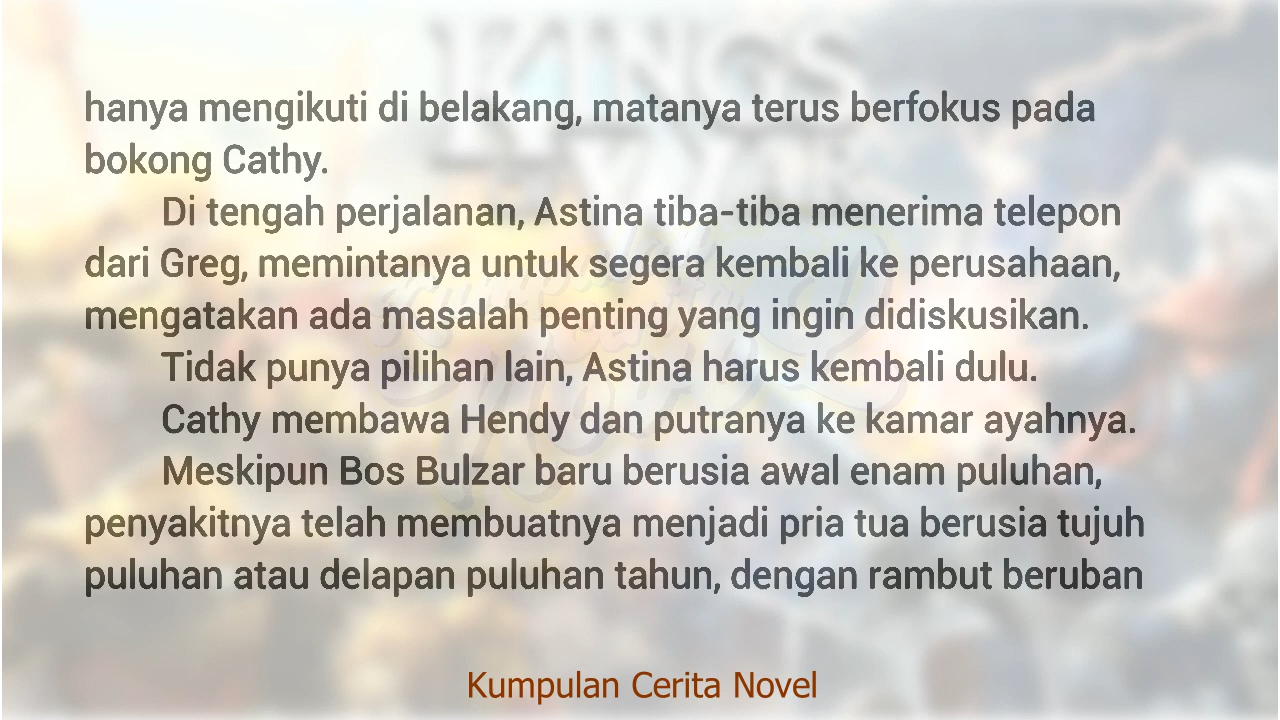 hanya mengikuti di belakang, matanya terus berfokus pada
bokong Cathy.
Di tengah perjalanan, Astina tiba-tiba menerima telepon
dari Greg, memintanya untuk segera kembali ke perusahaan,
mengatakan ada masalah penting yang ingin didiskusikan.
Tidak punya pilihan lain, Astina harus kembali dulu.
Cathy membawa Hendy dan putranya ke kamar ayahnya.
Meskipun Bos Bulzar baru berusia awal enam puluhan,
penyakitnya telah membuatnya menjadi pria tua berusia tujuh
puluhan atau delapan puluhan tahun, dengan rambut beruban
Kumpulan Cerita Novel